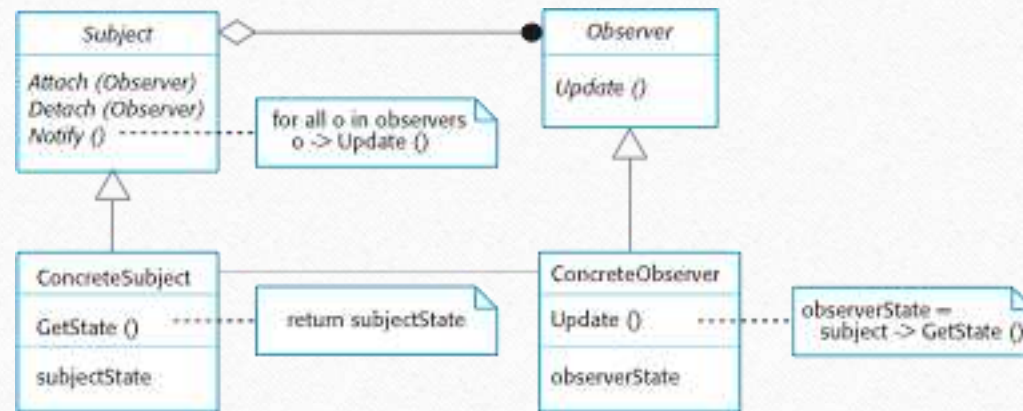 Subject
Attach (Observer)
Detach (Observer)
Notify ()
for all o in observers
o -> Update ()
Observer
Update ()
ConcreteSubject
GetState ()
subjectState
return subjectState
ConcreteObserver
Update ()
observerState
observerState =
subject -> GetState ()